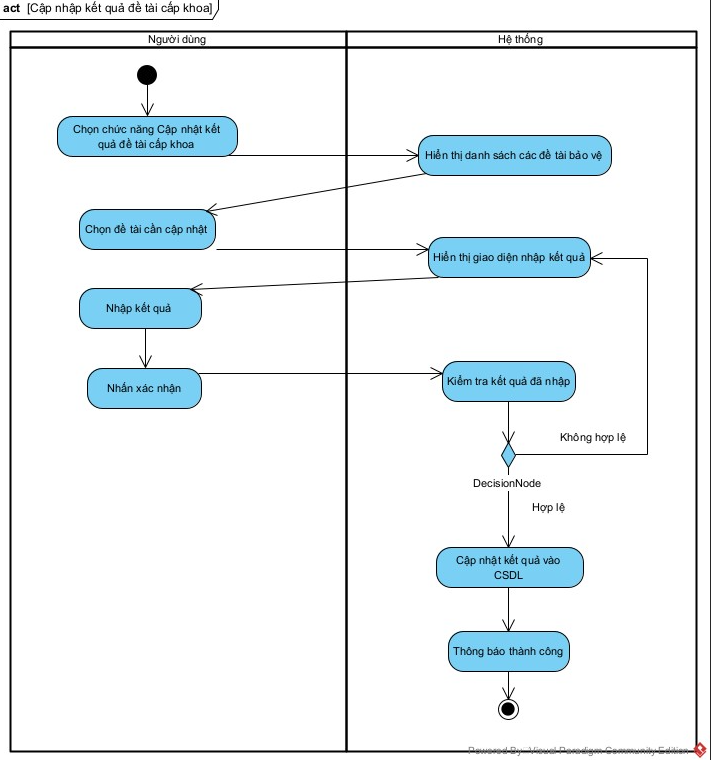 act [Cập nhập kết quả đề tài cấp khoa]
Người dùng
Hệ thống
Chọn chức năng Cập nhật kết
quả đề tài cấp khoa
Hiển thị danh sách các đề tài bảo vệ
Chọn đề tài cần cập nhật
Hiển thị giao diện nhập kết quả
Nhập kết quả
Nhấn xác nhận
Kiểm tra kết quả đã nhập
Không hợp lệ
DecisionNode
Hợp lệ
Cập nhật kết quả vào
CSDL
Thông báo thành công
Powered By Visual Paradigm Community Edition